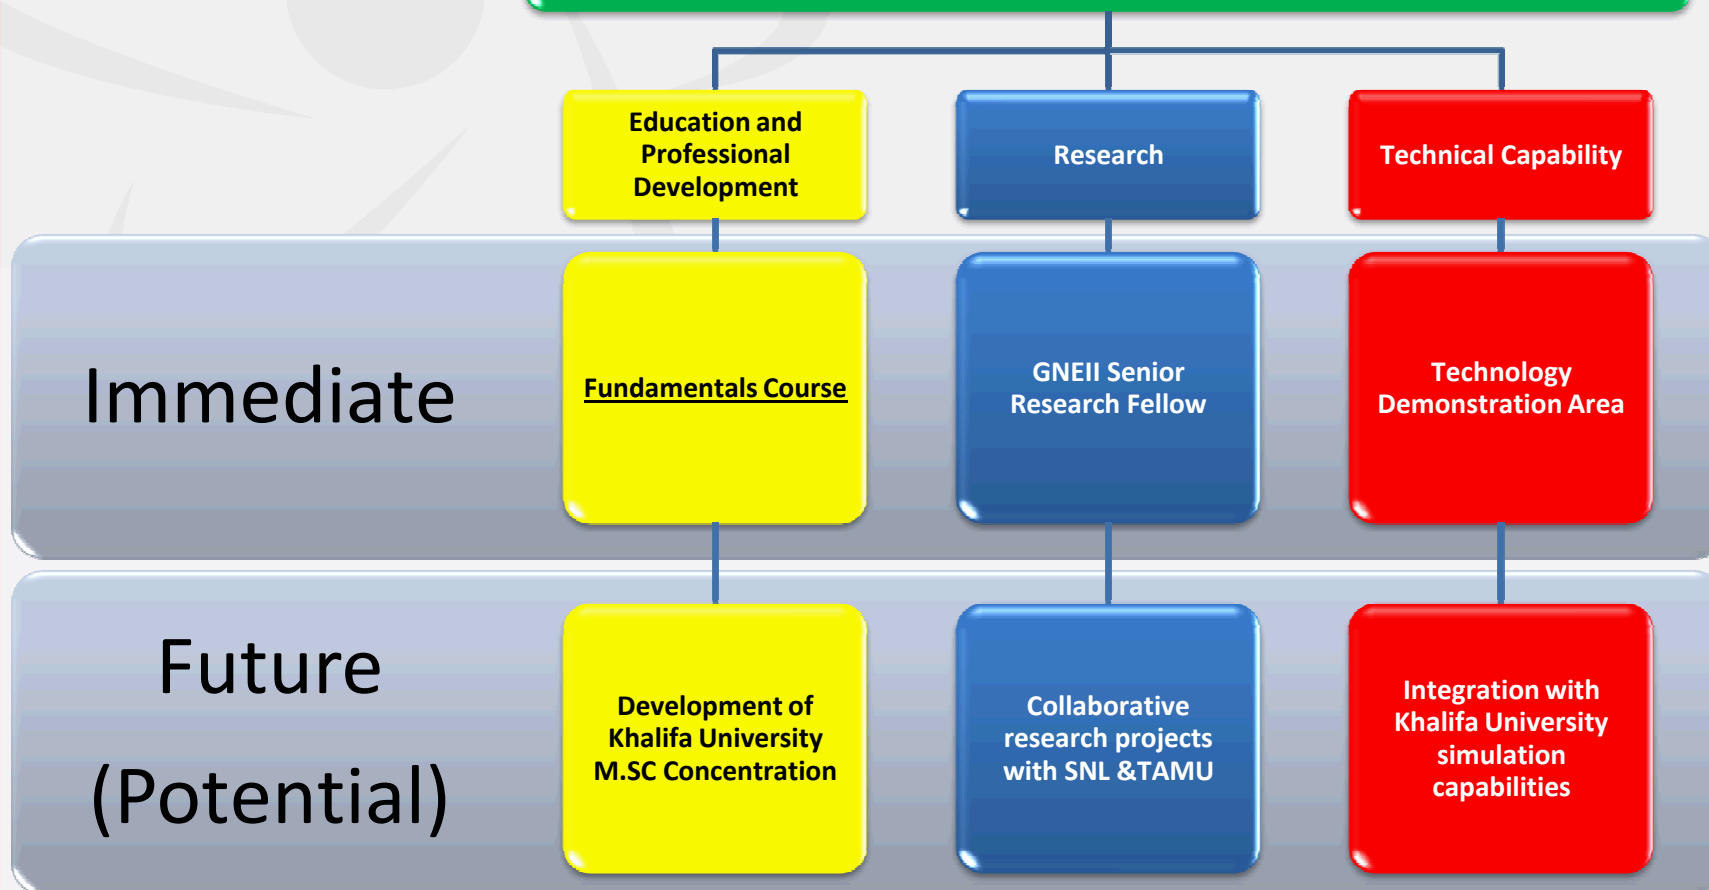 Education and
Professional
Development
Research
Technical Capability
Immediate
Fundamentals Course
GNEII Senior
Research Fellow
Technology
Demonstration Area
Future
(Potential)
Development of
Khalifa University
M.SC Concentration
Collaborative
research projects
with SNL &TAMU
Integration with
Khalifa University
simulation
capabilities